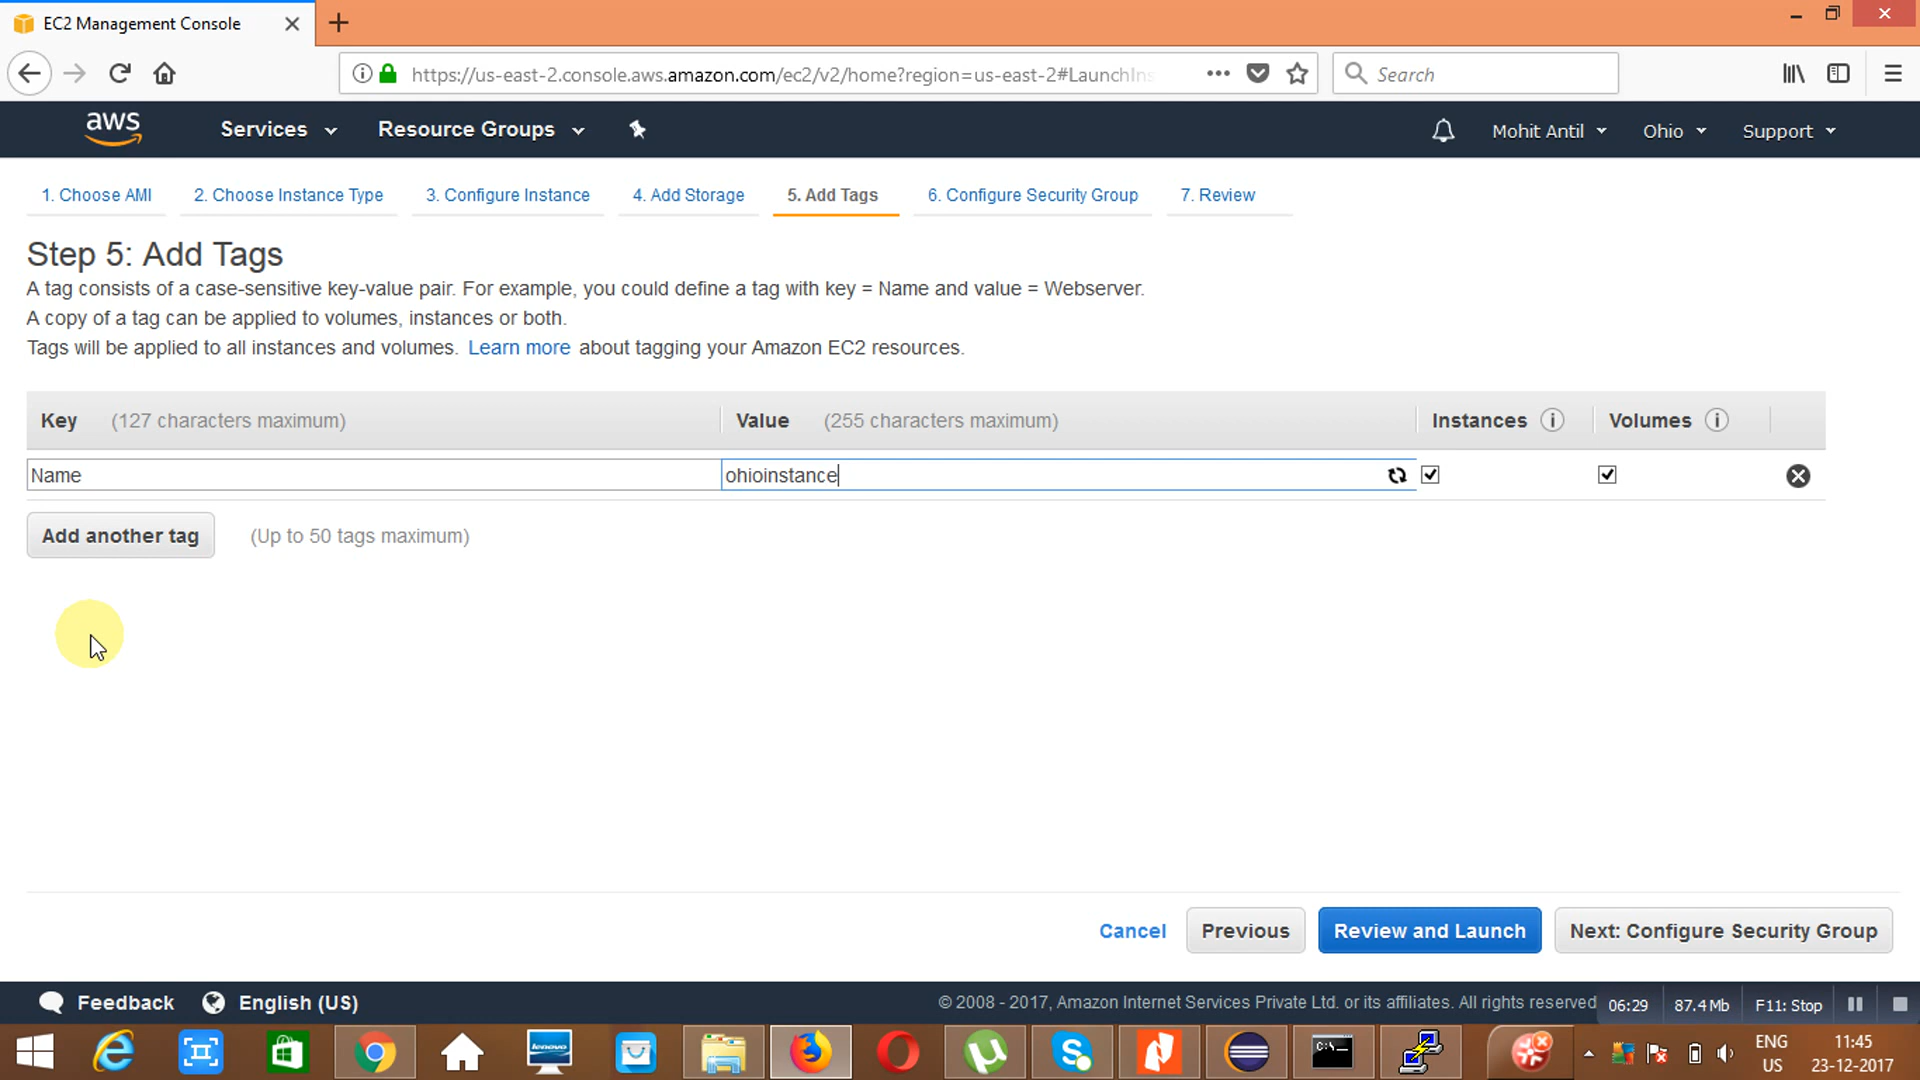 EC2 Management Console
https://us-east-2.console.aws.amazon.com/ec2/v2/home?region=us-east-2#LaunchIns
Search
aws
Services
Resource Groups
Mohit Antil
Ohio
Support
1. Choose AMI
2. Choose Instance Type
3. Configure Instance
4. Add Storage
5. Add Tags
6. Configure Security Group
7. Review
Step 5: Add Tags
A tag consists of a case-sensitive key-value pair. For example, you could define a tag with key = Name and value = Webserver.
A copy of a tag can be applied to volumes, instances or both.
Tags will be applied to all instances and volumes. Learn more about tagging your Amazon EC2 resources.
Key (127 characters maximum)
Value (255 characters maximum)
Instances
Volumes
Name
ohioinstance
Add another tag
(Up to 50 tags maximum)
Cancel
Previous
Review and Launch
Next: Configure Security Group
Feedback
English (US)
© 2008 - 2017, Amazon Internet Services Private Ltd. or its affiliates. All rights reserved
06:29
87.4 Mb
F11: Stop
lenovo
C:\
ENG
US
11:45
23-12-2017